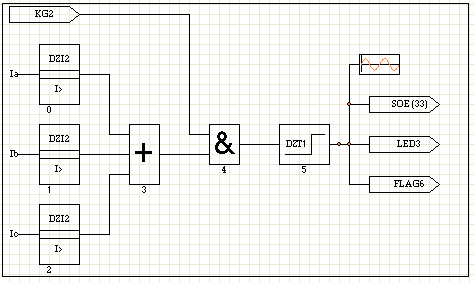 KG2
DZI2
Ia
I>
0
SOE (33)
DZI2
Ib
I>
1
+
3
&
4
DZT1
5
LED3
FLAG6
DZI2
Ic
I>
2